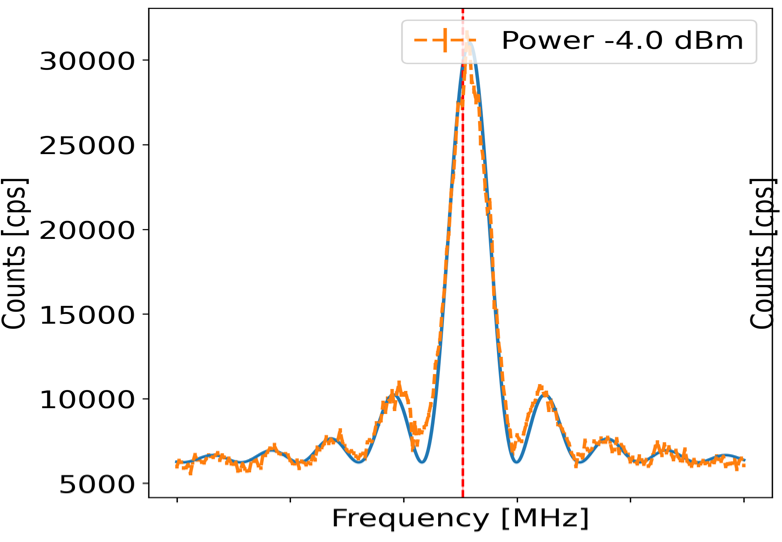 Power -4.0 dBm
30000
25000
20000
15000
10000
5000
Counts [cps]
Counts [cps]
Frequency [MHz]